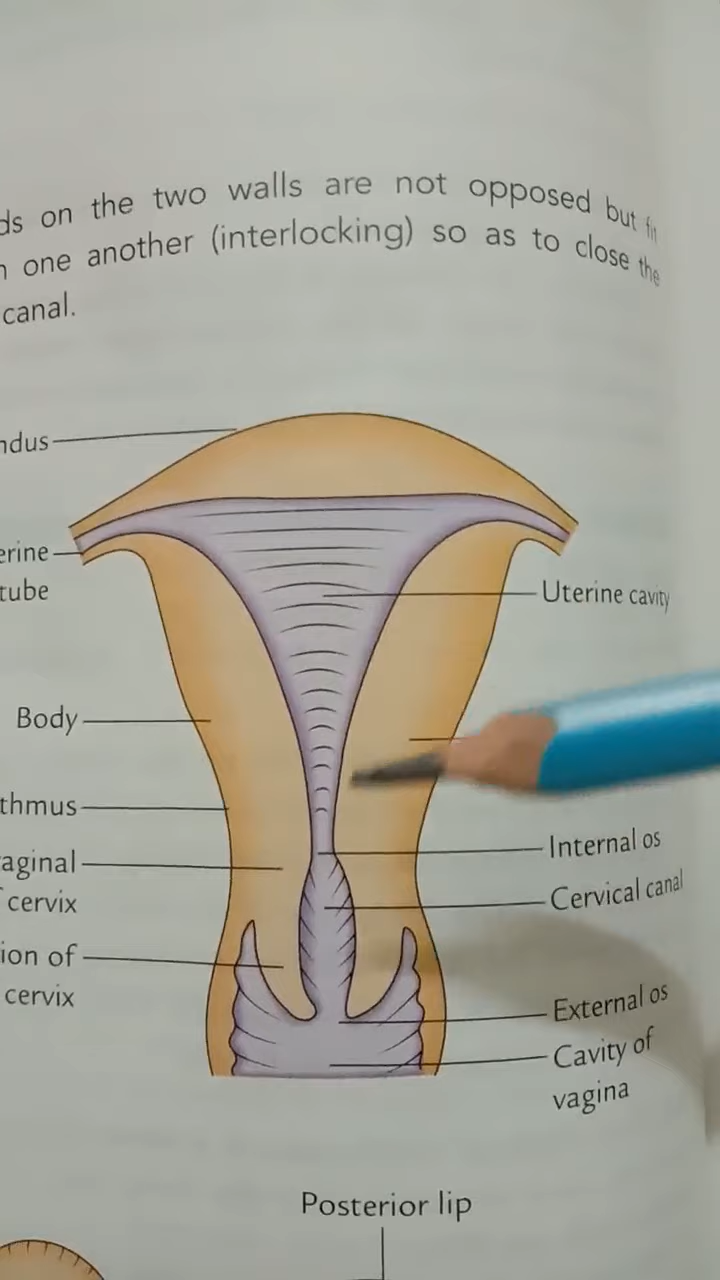 ds on the two walls are not opposed but fit
n one another (interlocking) so as to close the
canal.
ndus
erine
tube
Uterine cavity
Body
thmus
Internal os
aginal
cervix
Cervical canal
ion of
cervix
External os
Cavity of
vagina
Posterior lip